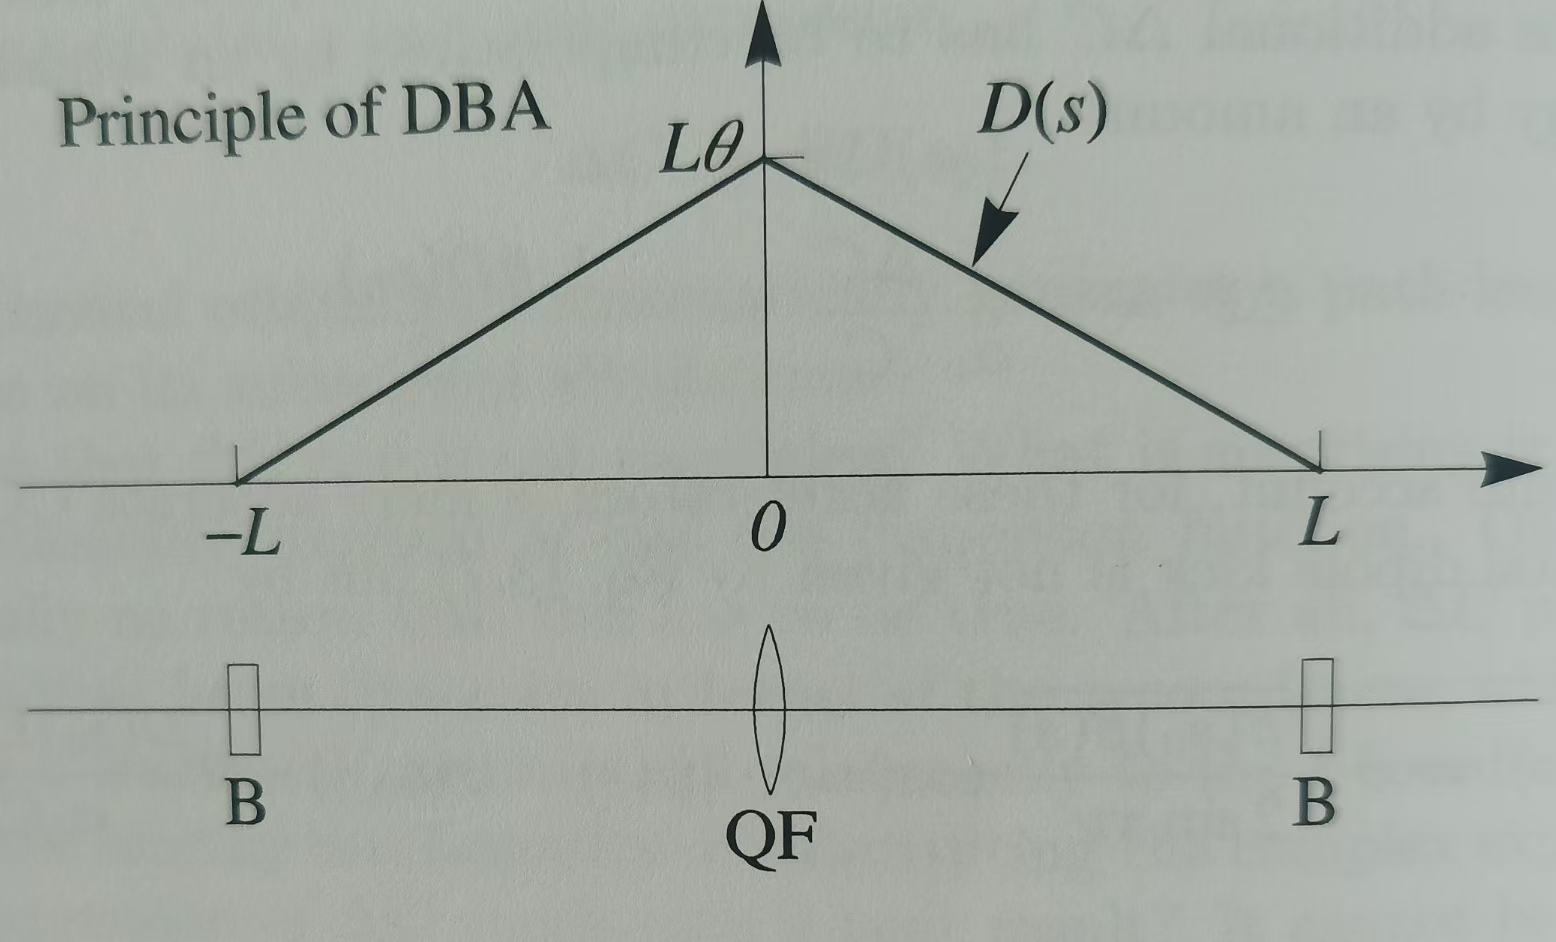 Principle of DBA
D(s)
Lθ
–L
0
L
B
QF
B